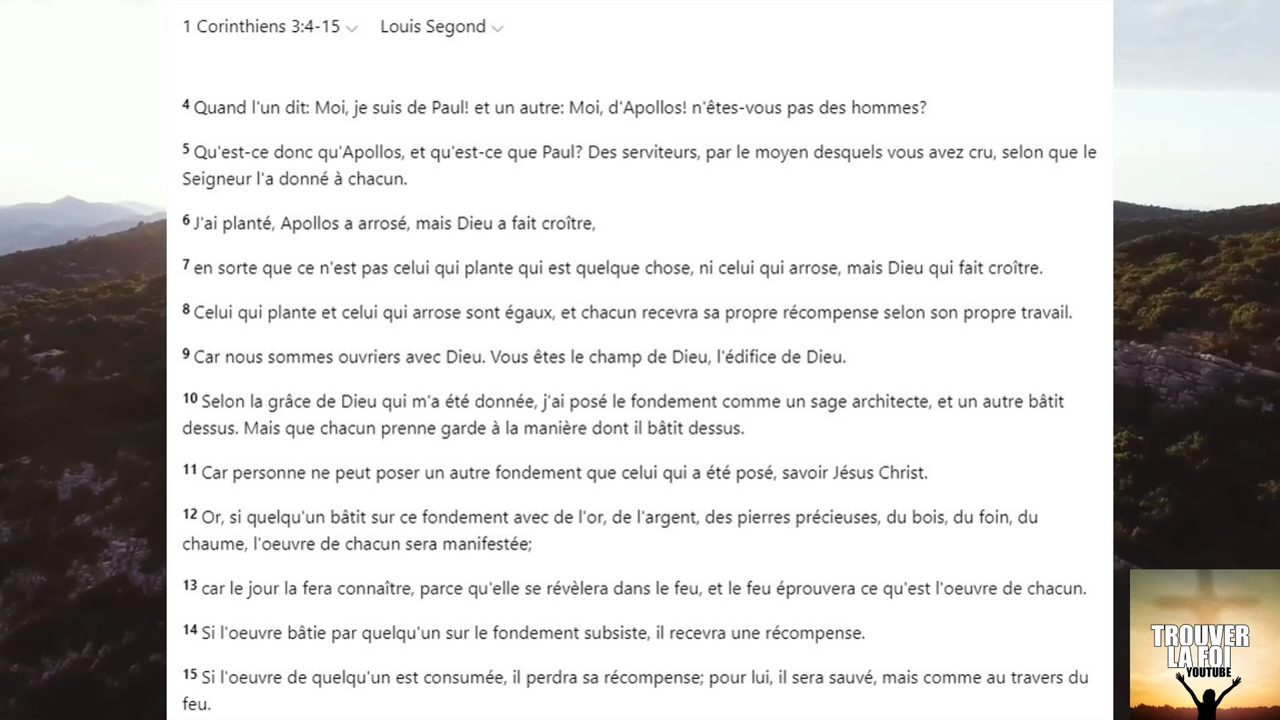 1 Corinthiens 3:4-15 Louis Segond
4 Quand l'un dit: Moi, je suis de Paul! et un autre: Moi, d'Apollos! n'êtes-vous pas des hommes?
5 Qu'est-ce donc qu'Apollos, et qu'est-ce que Paul? Des serviteurs, par le moyen desquels vous avez cru, selon que le
Seigneur l'a donné à chacun.
6 J'ai planté, Apollos a arrosé, mais Dieu a fait croître,
7 en sorte que ce n'est pas celui qui plante qui est quelque chose, ni celui qui arrose, mais Dieu qui fait croître.
8 Celui qui plante et celui qui arrose sont égaux, et chacun recevra sa propre récompense selon son propre travail.
9 Car nous sommes ouvriers avec Dieu. Vous êtes le champ de Dieu, l'édifice de Dieu.
10 Selon la grâce de Dieu qui m'a été donnée, j'ai posé le fondement comme un sage architecte, et un autre bâtit
dessus. Mais que chacun prenne garde à la manière dont il bâtit dessus.
11 Car personne ne peut poser un autre fondement que celui qui a été posé, savoir Jésus Christ.
12 Or, si quelqu'un bâtit sur ce fondement avec de l'or, de l'argent, des pierres précieuses, du bois, du foin, du
chaume, l'oeuvre de chacun sera manifestée;
13 car le jour la fera connaître, parce qu'elle se révèlera dans le feu, et le feu éprouvera ce qu'est l'oeuvre de chacun.
14 Si l'oeuvre bâtie par quelqu'un sur le fondement subsiste, il recevra une récompense.
15 Si l'oeuvre de quelqu'un est consumée, il perdra sa récompense; pour lui, il sera sauvé, mais comme au travers du
feu.
TROUVER
LA FOI
YOUTUBE